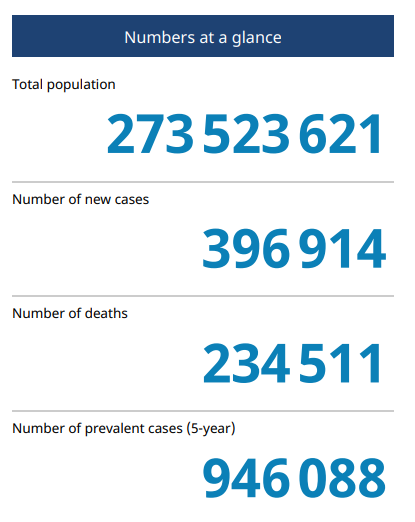 Numbers at a glance
Total population
273 523 621
Number of new cases
396 914
Number of deaths
234 511
Number of prevalent cases (5-year)
946 088